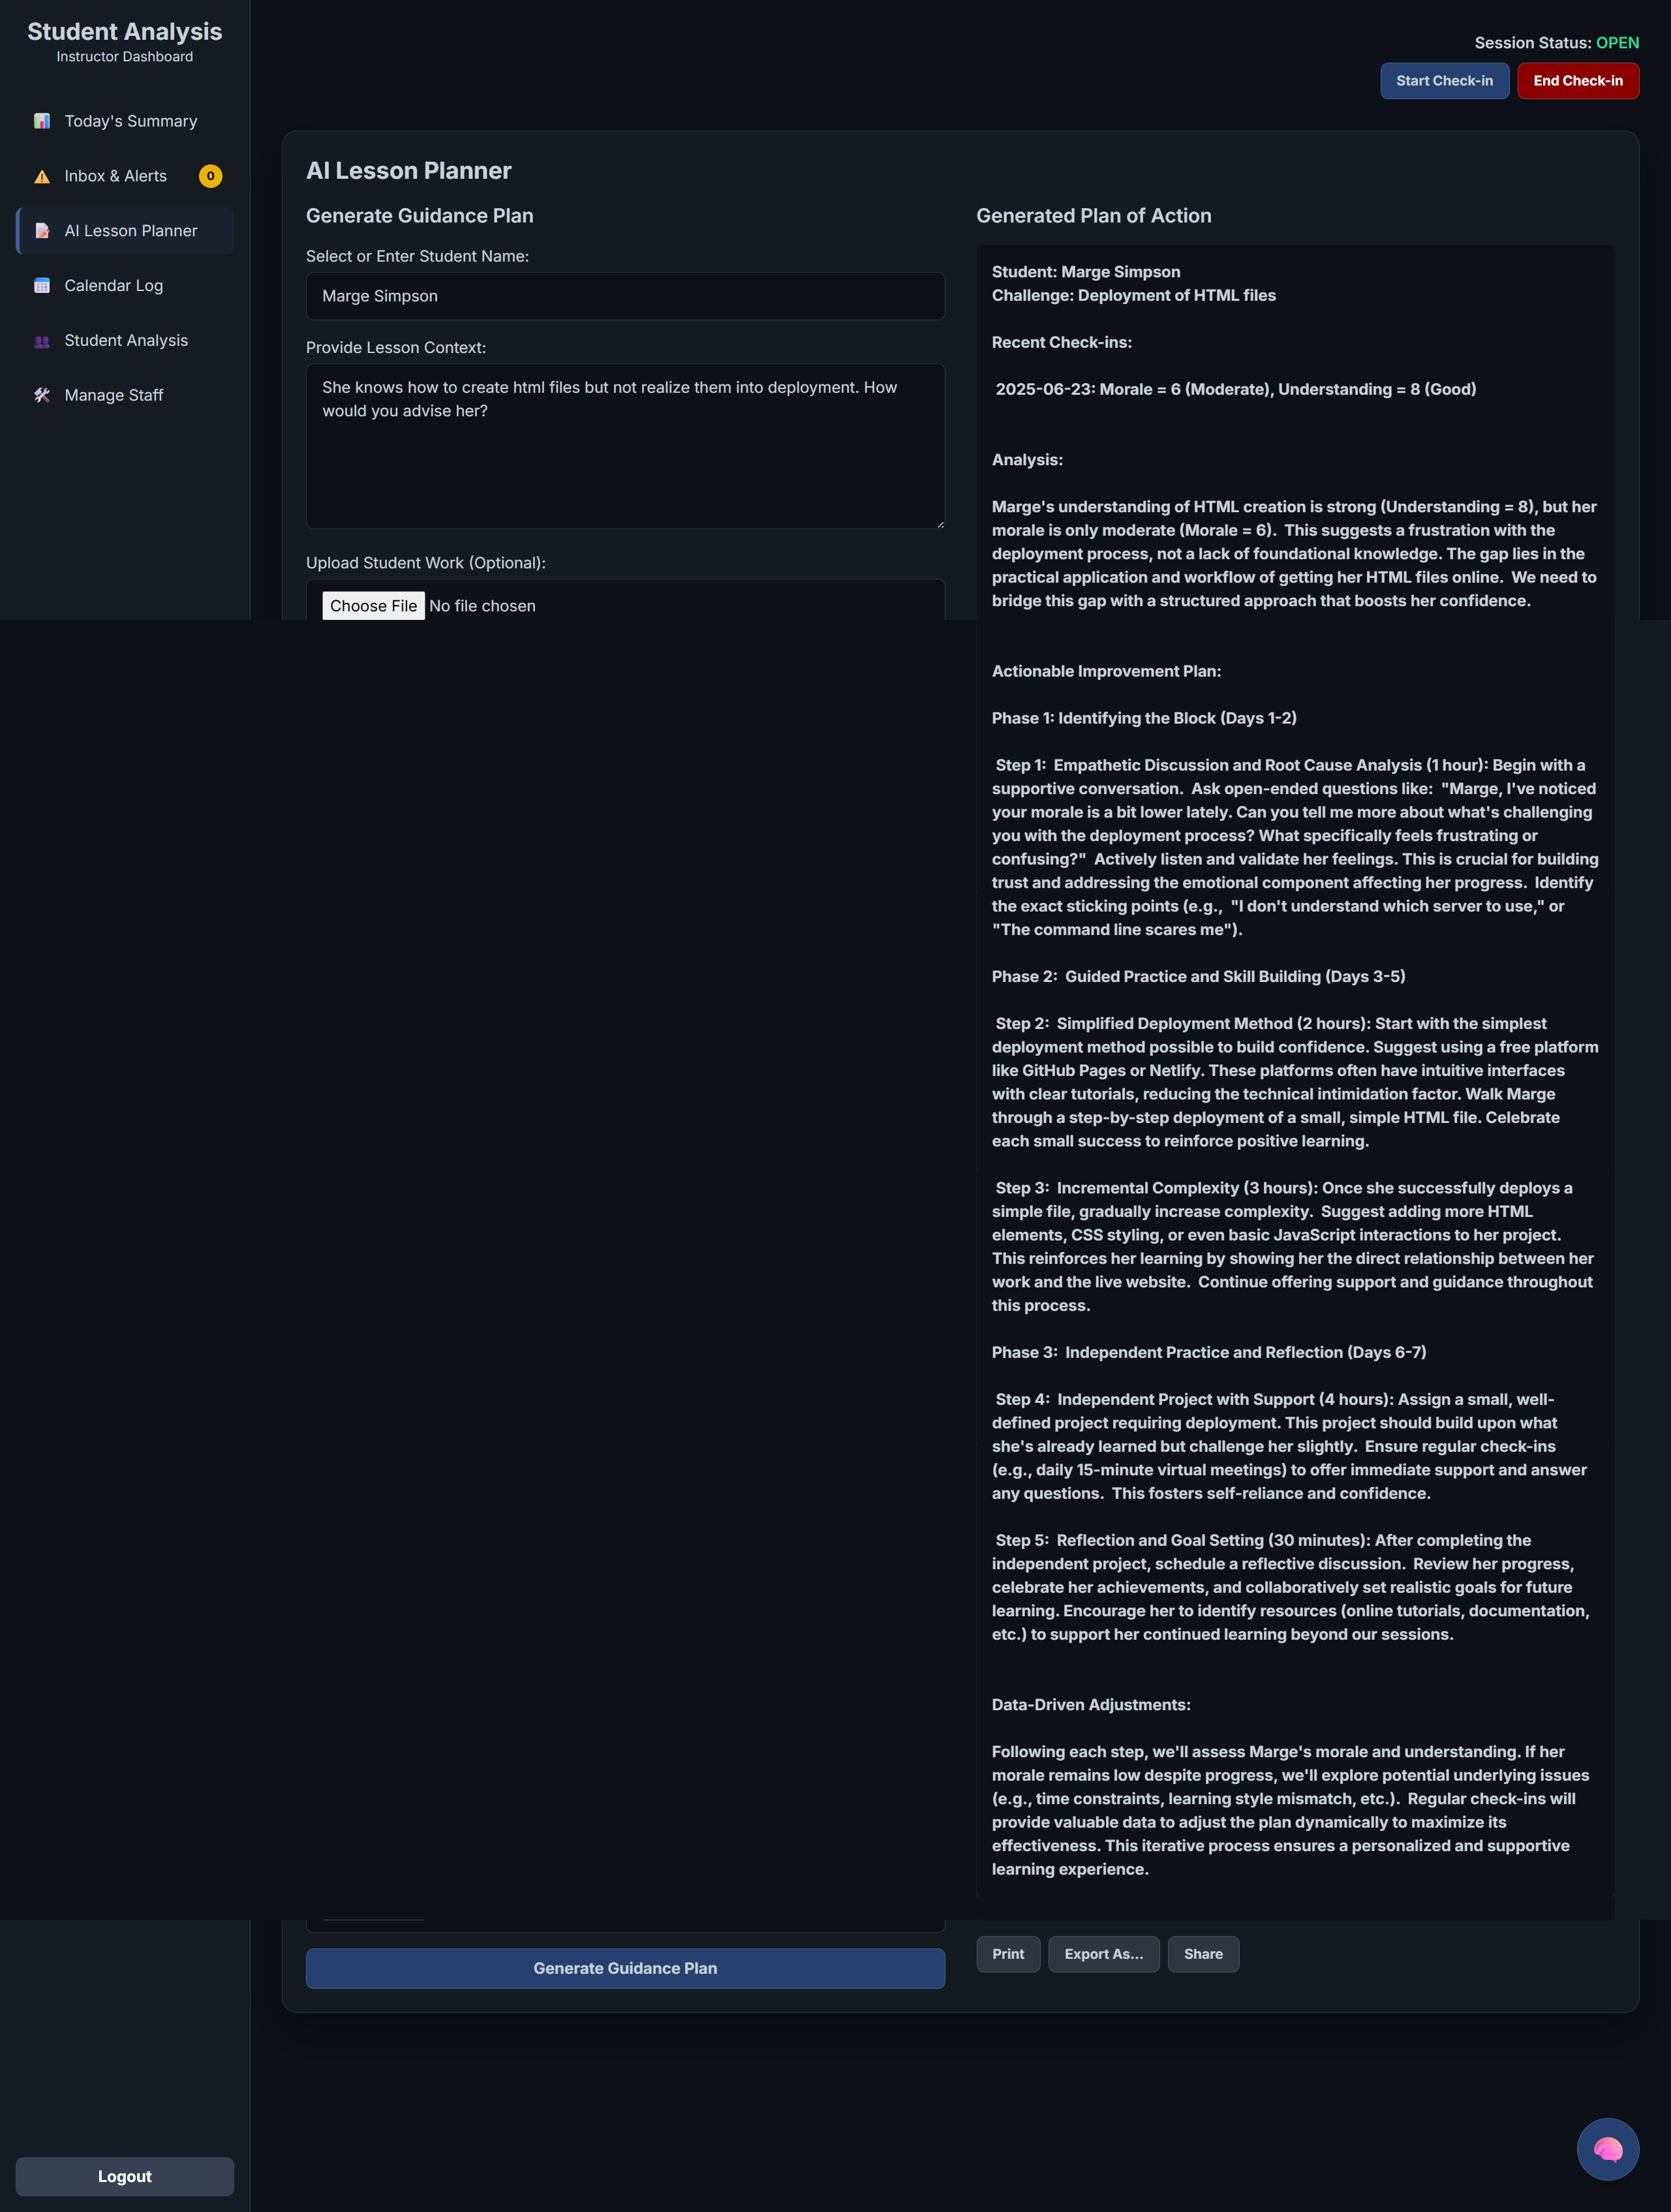 Student Analysis
Instructor Dashboard
Today's Summary
Inbox & Alerts
0
AI Lesson Planner
Calendar Log
Student Analysis
Manage Staff
Logout
Session Status: OPEN
Start Check-in
End Check-in
AI Lesson Planner
Generate Guidance Plan
Select or Enter Student Name:
Marge Simpson
Provide Lesson Context:
She knows how to create html files but not realize them into deployment. How
would you advise her?
Upload Student Work (Optional):
Choose File No file chosen
Generate Guidance Plan
Generated Plan of Action
Student: Marge Simpson
Challenge: Deployment of HTML files
Recent Check-ins:
2025-06-23: Morale = 6 (Moderate), Understanding = 8 (Good)
Analysis:
Marge's understanding of HTML creation is strong (Understanding = 8), but her
morale is only moderate (Morale = 6).  This suggests a frustration with the
deployment process, not a lack of foundational knowledge. The gap lies in the
practical application and workflow of getting her HTML files online.  We need to
bridge this gap with a structured approach that boosts her confidence.
Actionable Improvement Plan:
Phase 1: Identifying the Block (Days 1-2)
Step 1:  Empathetic Discussion and Root Cause Analysis (1 hour): Begin with a
supportive conversation.  Ask open-ended questions like:  "Marge, I've noticed
your morale is a bit lower lately. Can you tell me more about what's challenging
you with the deployment process? What specifically feels frustrating or
confusing?"  Actively listen and validate her feelings. This is crucial for building
trust and addressing the emotional component affecting her progress.  Identify
the exact sticking points (e.g.,  "I don't understand which server to use," or
"The command line scares me").
Phase 2:  Guided Practice and Skill Building (Days 3-5)
Step 2:  Simplified Deployment Method (2 hours): Start with the simplest
deployment method possible to build confidence. Suggest using a free platform
like GitHub Pages or Netlify. These platforms often have intuitive interfaces
with clear tutorials, reducing the technical intimidation factor. Walk Marge
through a step-by-step deployment of a small, simple HTML file. Celebrate
each small success to reinforce positive learning.
Step 3:  Incremental Complexity (3 hours): Once she successfully deploys a
simple file, gradually increase complexity.  Suggest adding more HTML
elements, CSS styling, or even basic JavaScript interactions to her project.
This reinforces her learning by showing her the direct relationship between her
work and the live website.  Continue offering support and guidance throughout
this process.
Phase 3:  Independent Practice and Reflection (Days 6-7)
Step 4:  Independent Project with Support (4 hours): Assign a small, well-
defined project requiring deployment. This project should build upon what
she's already learned but challenge her slightly.  Ensure regular check-ins
(e.g., daily 15-minute virtual meetings) to offer immediate support and answer
any questions.  This fosters self-reliance and confidence.
Step 5:  Reflection and Goal Setting (30 minutes): After completing the
independent project, schedule a reflective discussion.  Review her progress,
celebrate her achievements, and collaboratively set realistic goals for future
learning. Encourage her to identify resources (online tutorials, documentation,
etc.) to support her continued learning beyond our sessions.
Data-Driven Adjustments:
Following each step, we'll assess Marge's morale and understanding. If her
morale remains low despite progress, we'll explore potential underlying issues
(e.g., time constraints, learning style mismatch, etc.).  Regular check-ins will
provide valuable data to adjust the plan dynamically to maximize its
effectiveness. This iterative process ensures a personalized and supportive
learning experience.
Print
Export As...
Share